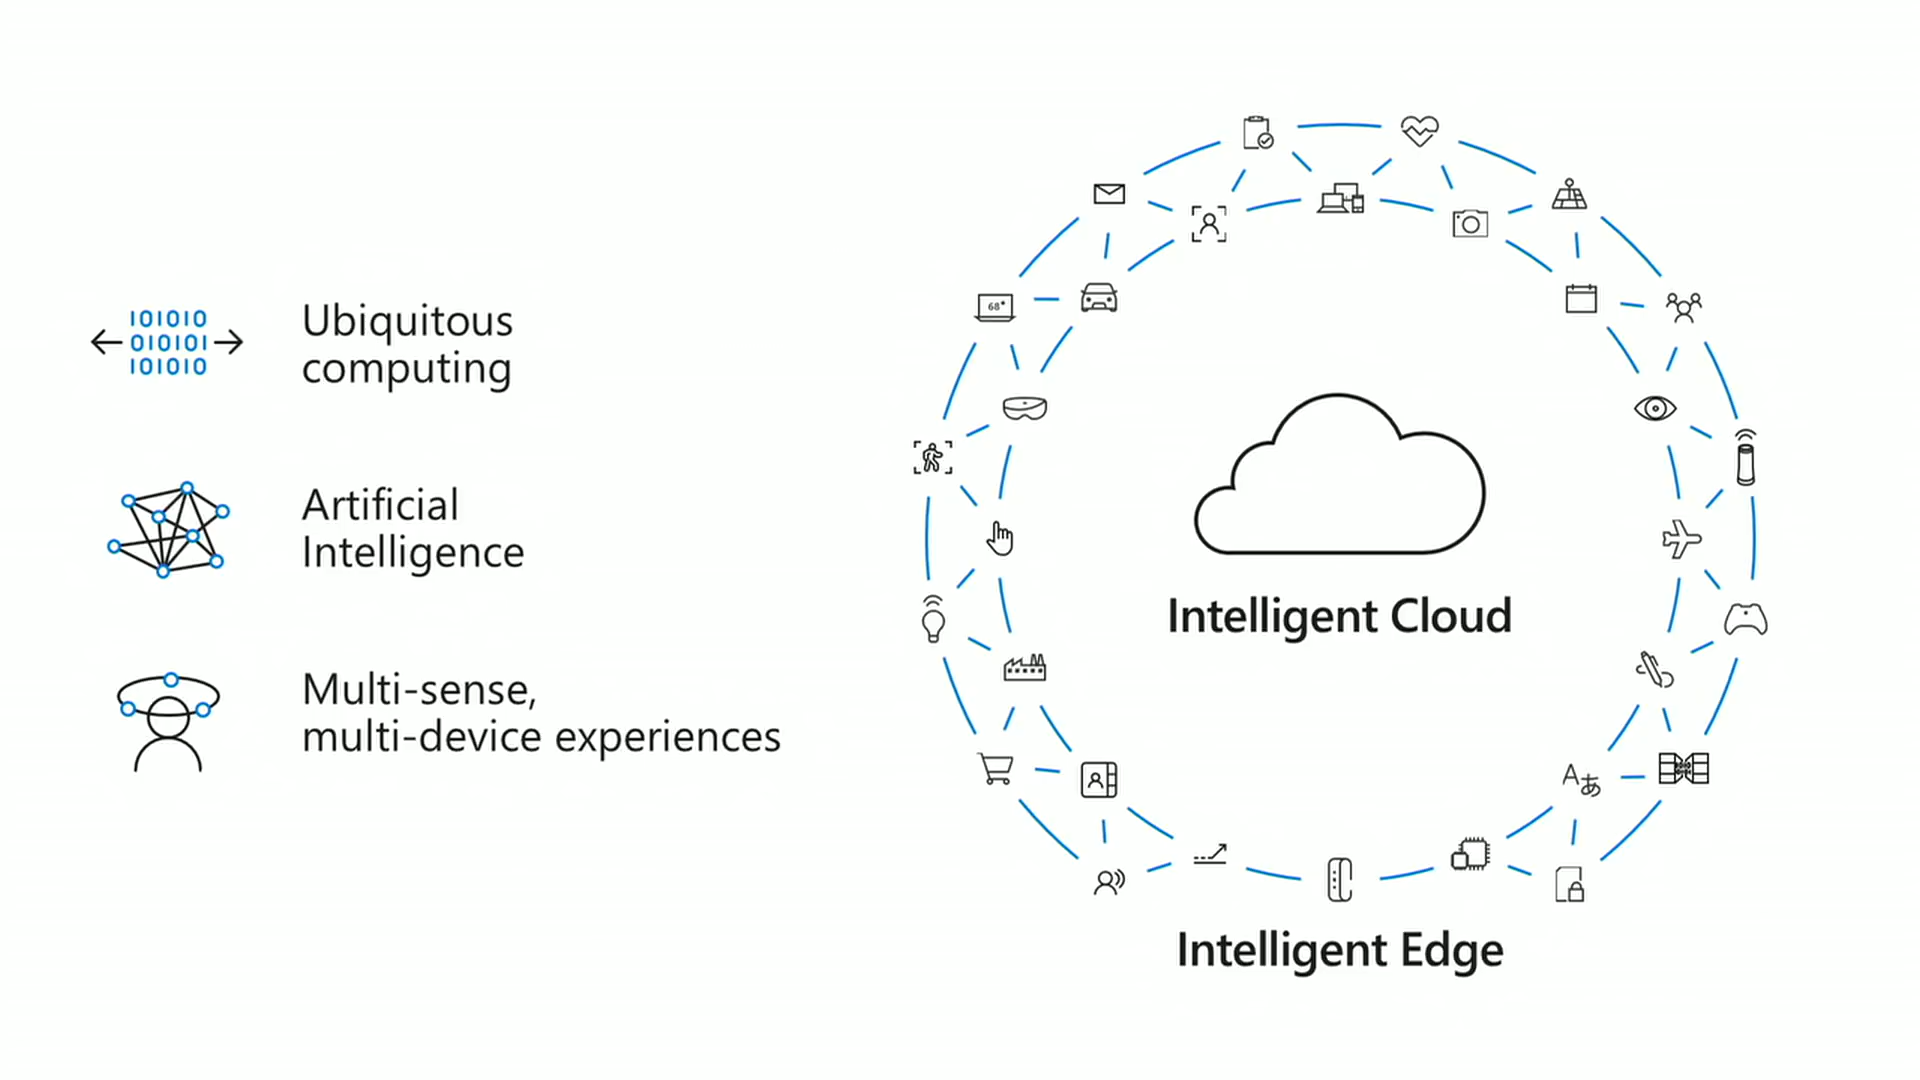 101010
010101
101010
Ubiquitous
computing
Artificial
Intelligence
Multi-sense,
multi-device experiences
68°
Intelligent Cloud
Aあ
Intelligent Edge